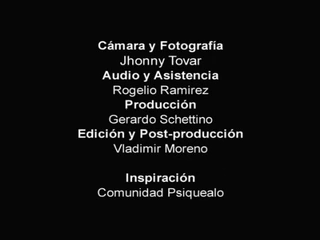 Cámara y Fotografía
Jhonny Tovar
Audio y Asistencia
Rogelio Ramirez
Producción
Gerardo Schettino
Edición y Post-producción
Vladimir Moreno
Inspiración
Comunidad Psiquealo